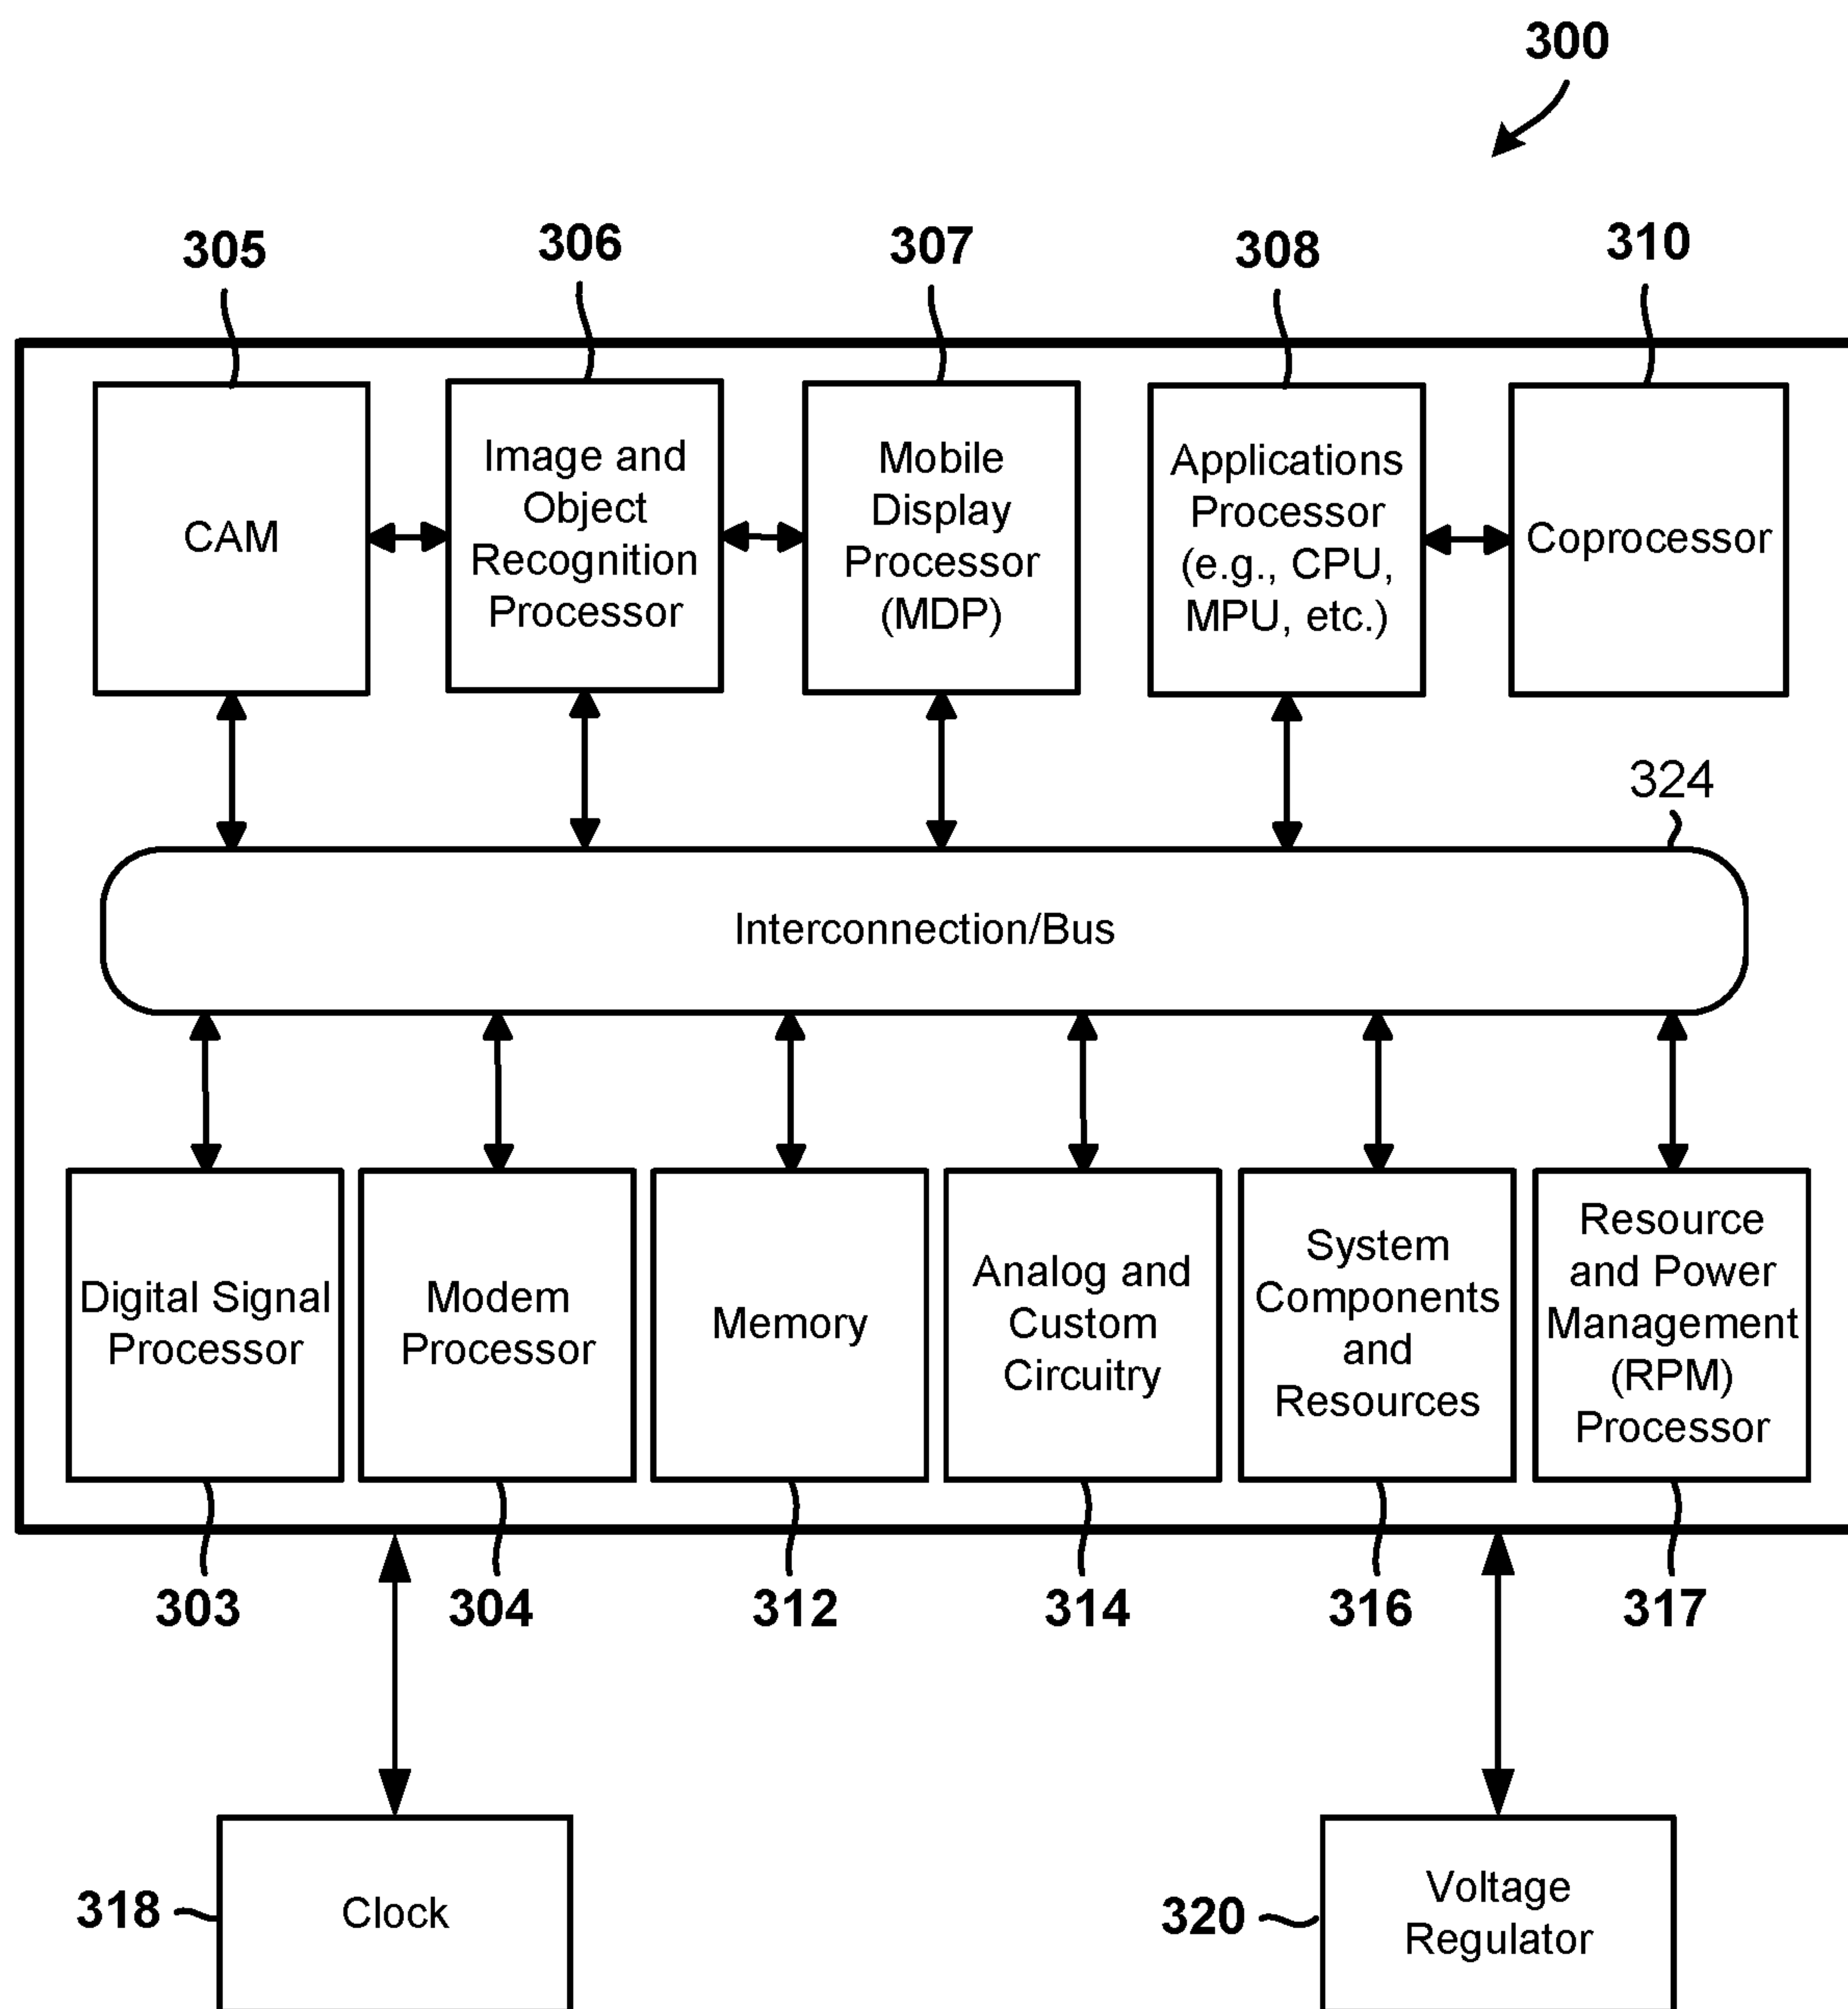 300
305
306
307
308
310
CAM
Image and
Object
Recognition
Processor
Mobile
Display
Processor
(MDP)
Applications
Processor
(e.g., CPU,
MPU, etc.)
Coprocessor
324
Interconnection/Bus
Digital Signal
Processor
Modem
Processor
Memory
Analog and
Custom
Circuitry
System
Components
and
Resources
Resource
and Power
Management
(RPM)
Processor
303
304
312
314
316
317
318
Clock
320
Voltage
Regulator